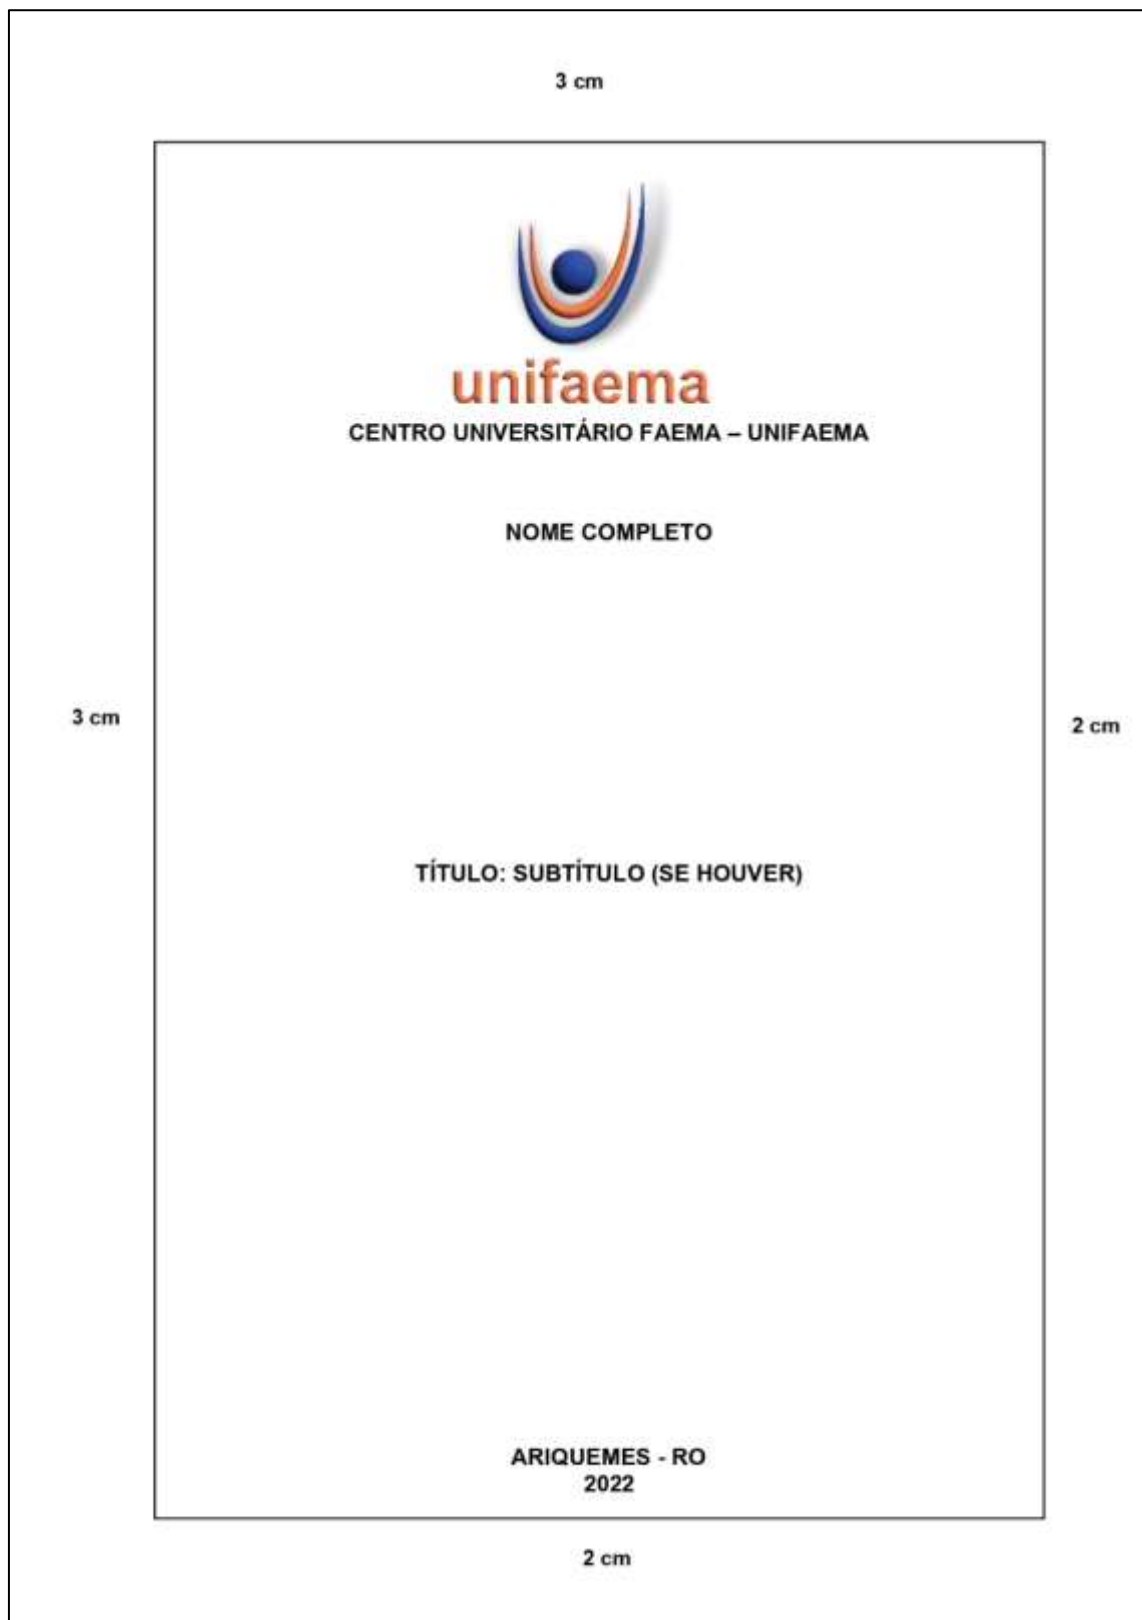 3 cm
unifaema
CENTRO UNIVERSITÁRIO FAEMA – UNIFAEMA
NOME COMPLETO
3 cm
2 cm
TÍTULO: SUBTÍTULO (SE HOUVER)
ARIQUEMES - RO
2022
2 cm